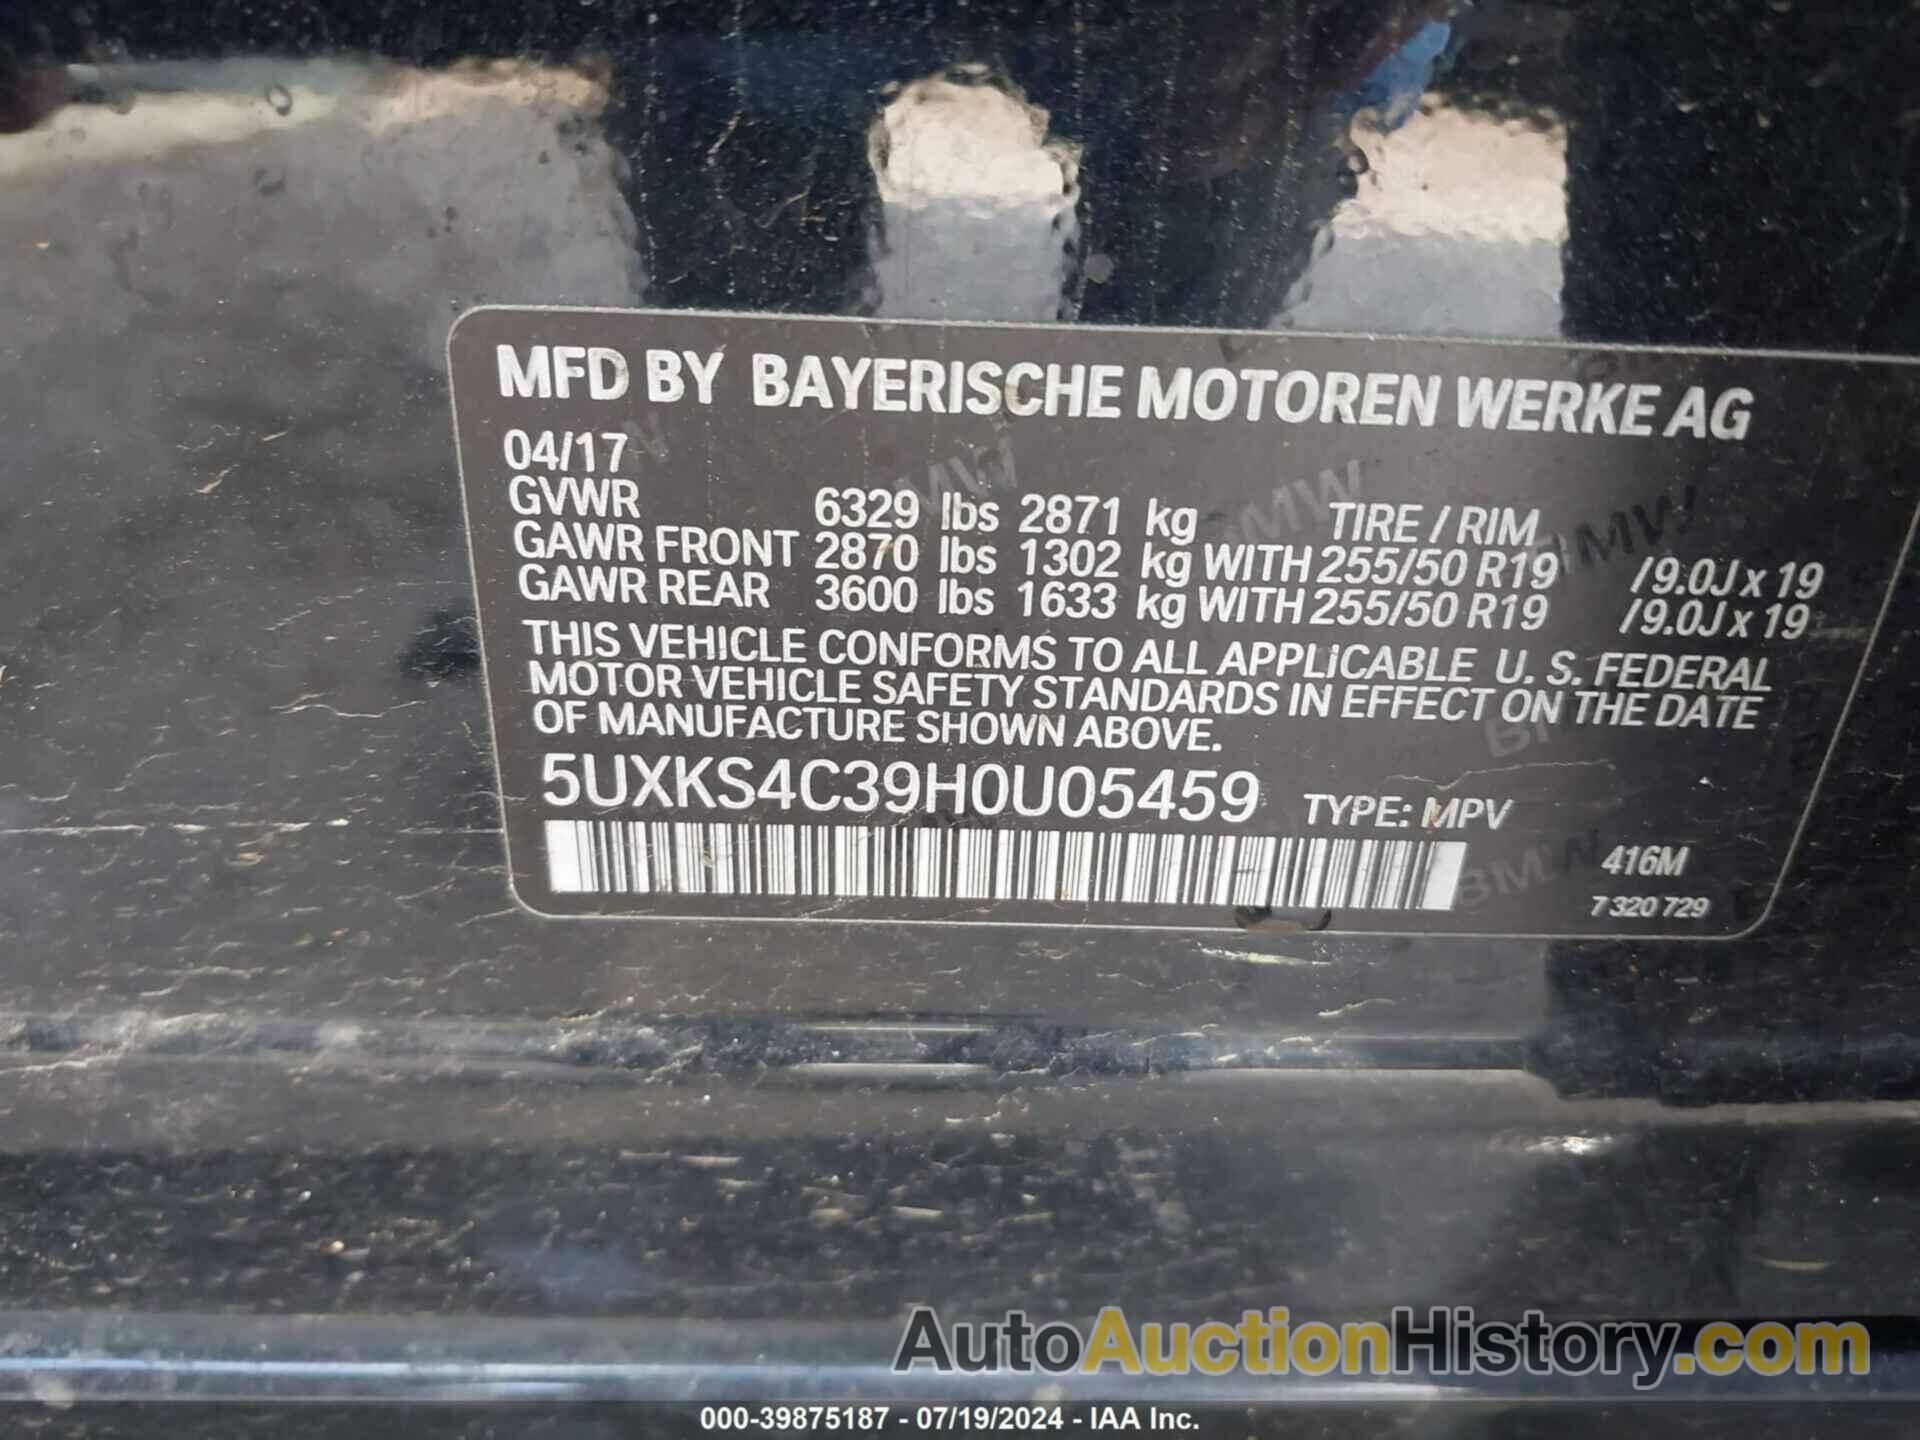 MFD BY BAYERISCHE MOTOREN WERKE AG
04/17
GVWR 6329 lbs 2871 kg TIRE / RIM
GAWR FRONT 2870 lbs 1302 kg WITH 255/50 R19 /9.0J x 19
GAWR REAR 3600 lbs 1633 kg WITH 255/50 R19 /9.0J x 19
THIS VEHICLE CONFORMS TO ALL APPLICABLE U. S. FEDERAL
MOTOR VEHICLE SAFETY STANDARDS IN EFFECT ON THE DATE
OF MANUFACTURE SHOWN ABOVE.
5UXKS4C39H0U05459 TYPE: MPV
416M
7 320 729
AutoAuctionHistory.com
000-39875187 - 07/19/2024 - IAA Inc.